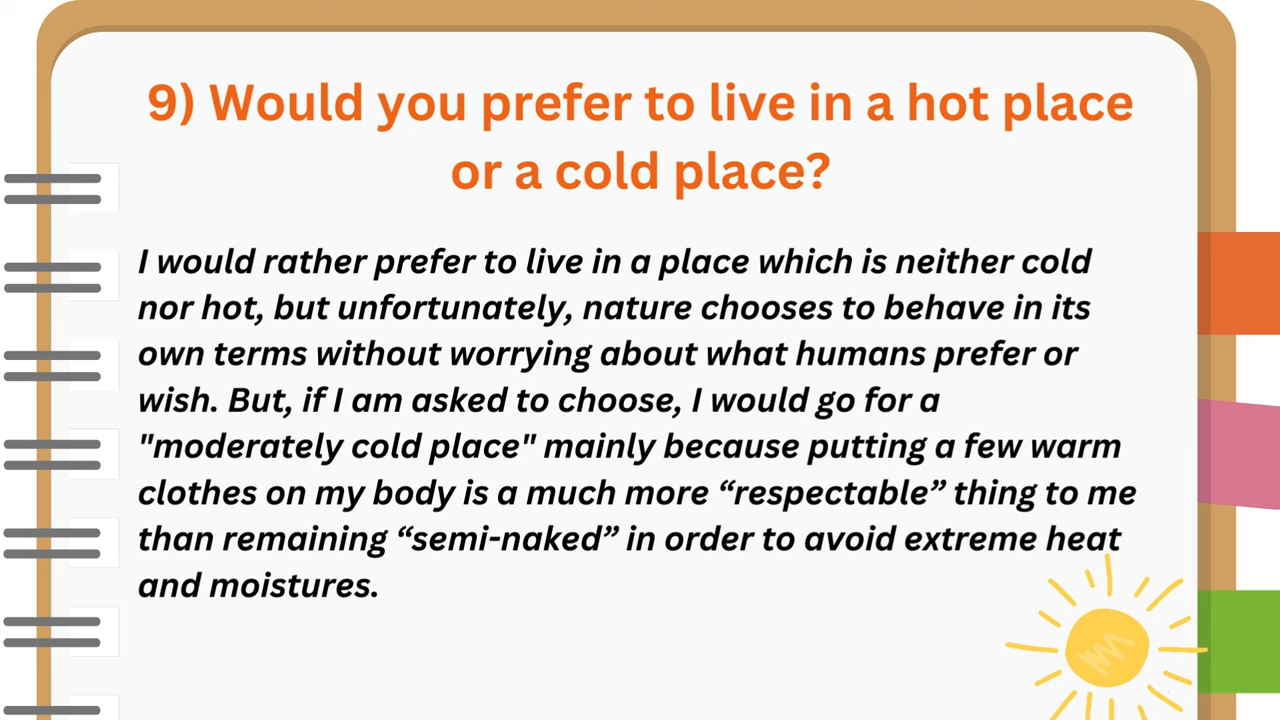 9) Would you prefer to live in a hot place
or a cold place?
I would rather prefer to live in a place which is neither cold
nor hot, but unfortunately, nature chooses to behave in its
own terms without worrying about what humans prefer or
wish. But, if I am asked to choose, I would go for a
"moderately cold place" mainly because putting a few warm
clothes on my body is a much more “respectable” thing to me
than remaining “semi-naked” in order to avoid extreme heat
and moistures.